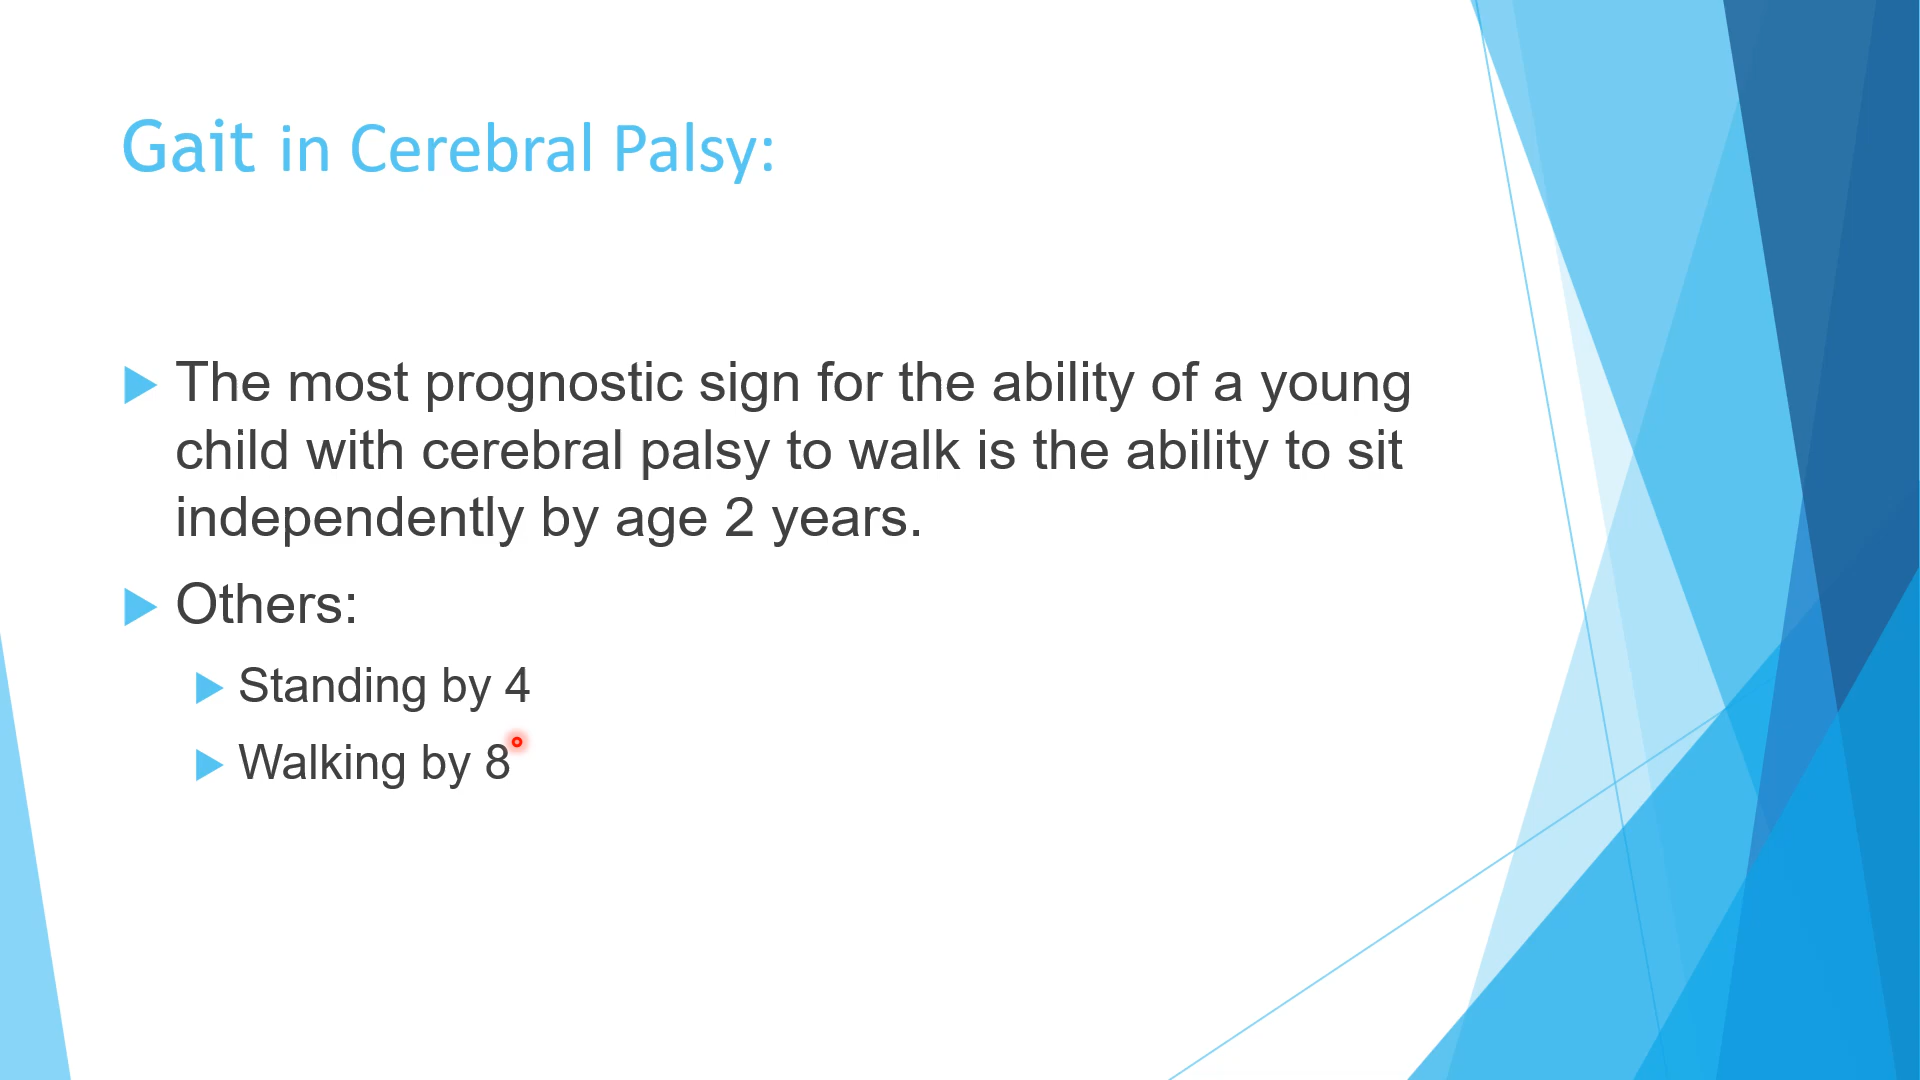 Gait in Cerebral Palsy:
The most prognostic sign for the ability of a young
child with cerebral palsy to walk is the ability to sit
independently by age 2 years.
Others:
Standing by 4
Walking by 8